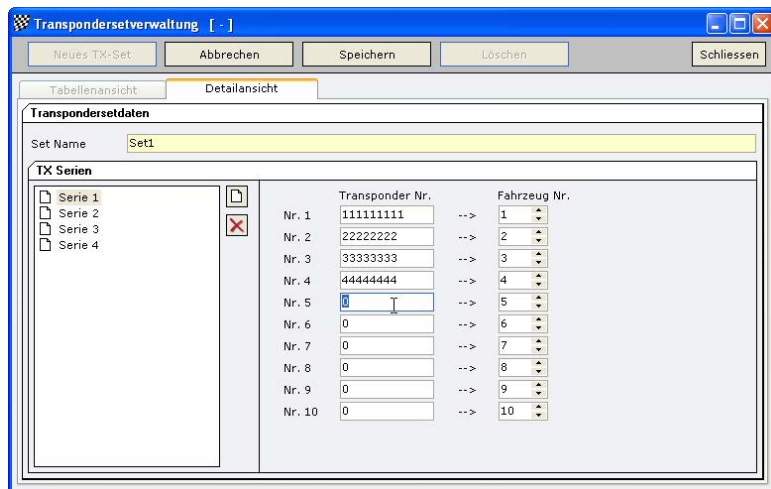 Transpondersetverwaltung [ - ]
Neues TX-Set Abbrechen Speichern Löschen Schliessen
Tabellenansicht Detailansicht
Transpondersetdaten
Set Name Set1
TX Serien
Serie 1
Serie 2
Serie 3
Serie 4
Transponder Nr. Fahrzeug Nr.
Nr. 1 111111111 --> 1
Nr. 2 22222222 --> 2
Nr. 3 33333333 --> 3
Nr. 4 44444444 --> 4
Nr. 5 0 --> 5
Nr. 6 0 --> 6
Nr. 7 0 --> 7
Nr. 8 0 --> 8
Nr. 9 0 --> 9
Nr. 10 0 --> 10